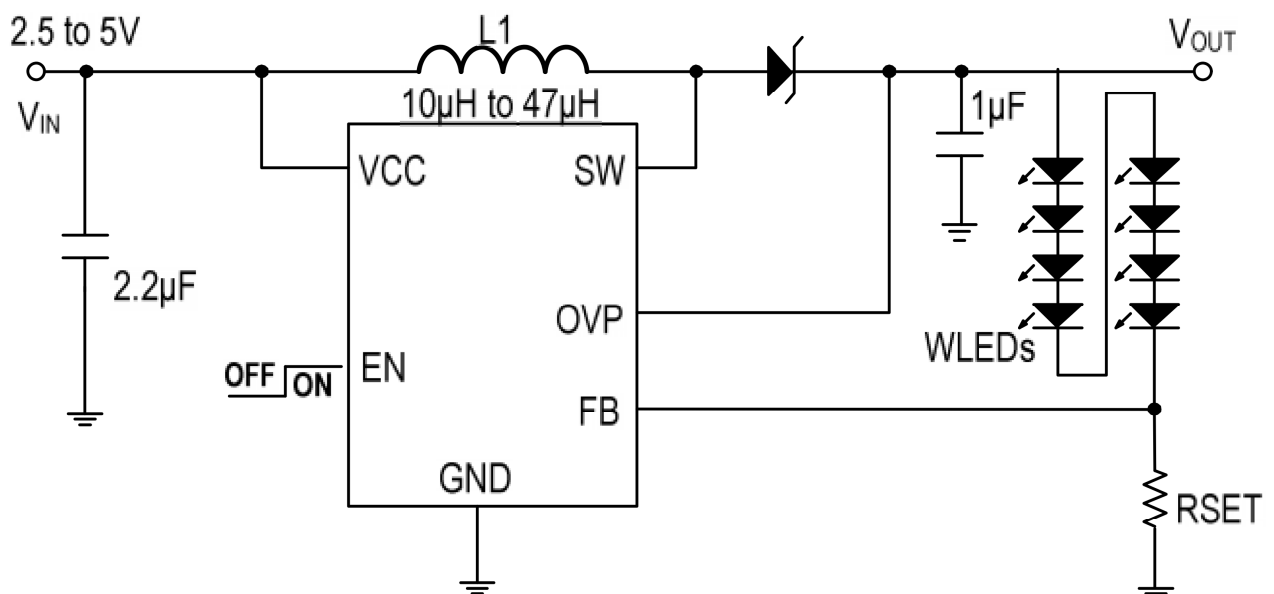 2.5 to 5V
L1
VOUT
VIN
10µH to 47µH
1µF
VCC
SW
2.2µF
OVP
WLEDs
OFF
ON
EN
FB
GND
RSET